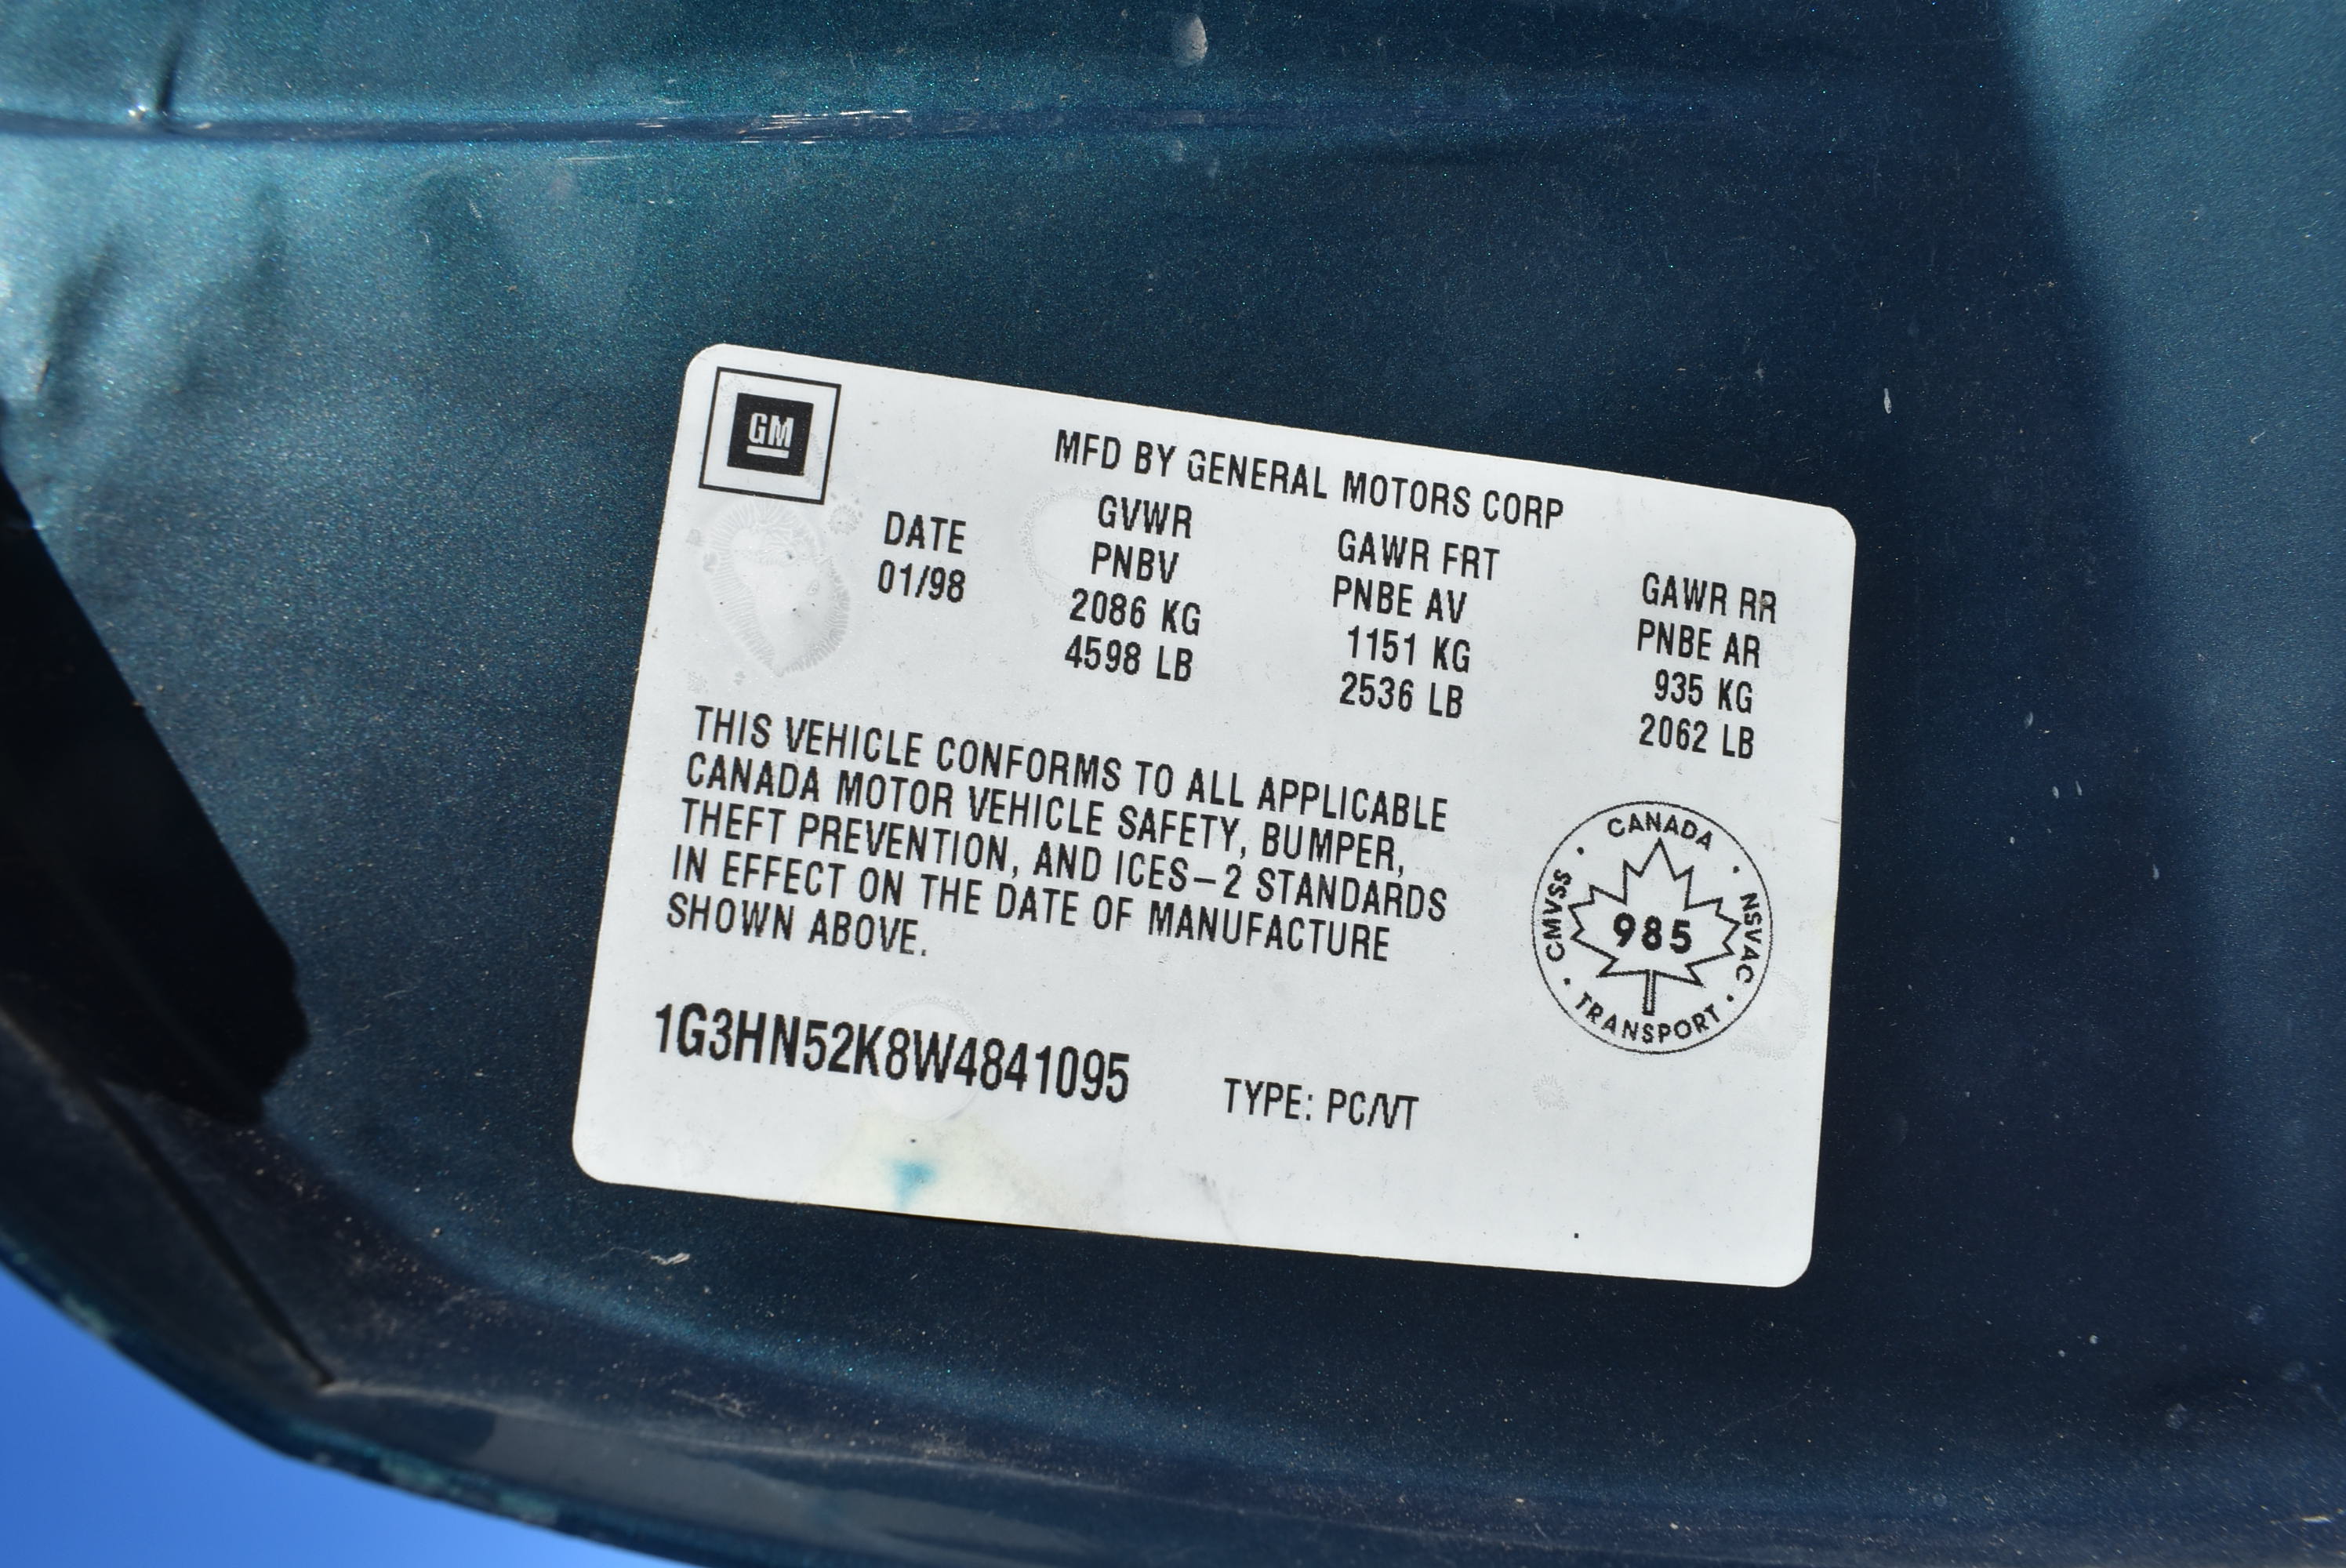 GM
MFD BY GENERAL MOTORS CORP
DATE GVWR GAWR FRT GAWR RR
01/98 PNBV PNBE AV PNBE AR
2086 KG 1151 KG 935 KG
4598 LB 2536 LB 2062 LB
THIS VEHICLE CONFORMS TO ALL APPLICABLE
CANADA MOTOR VEHICLE SAFETY, BUMPER,
THEFT PREVENTION, AND ICES-2 STANDARDS
IN EFFECT ON THE DATE OF MANUFACTURE
SHOWN ABOVE.
CANADA · NSVAC · TRANSPORT · CMVSS ·
985
1G3HN52K8W4841095 TYPE: PC/VT